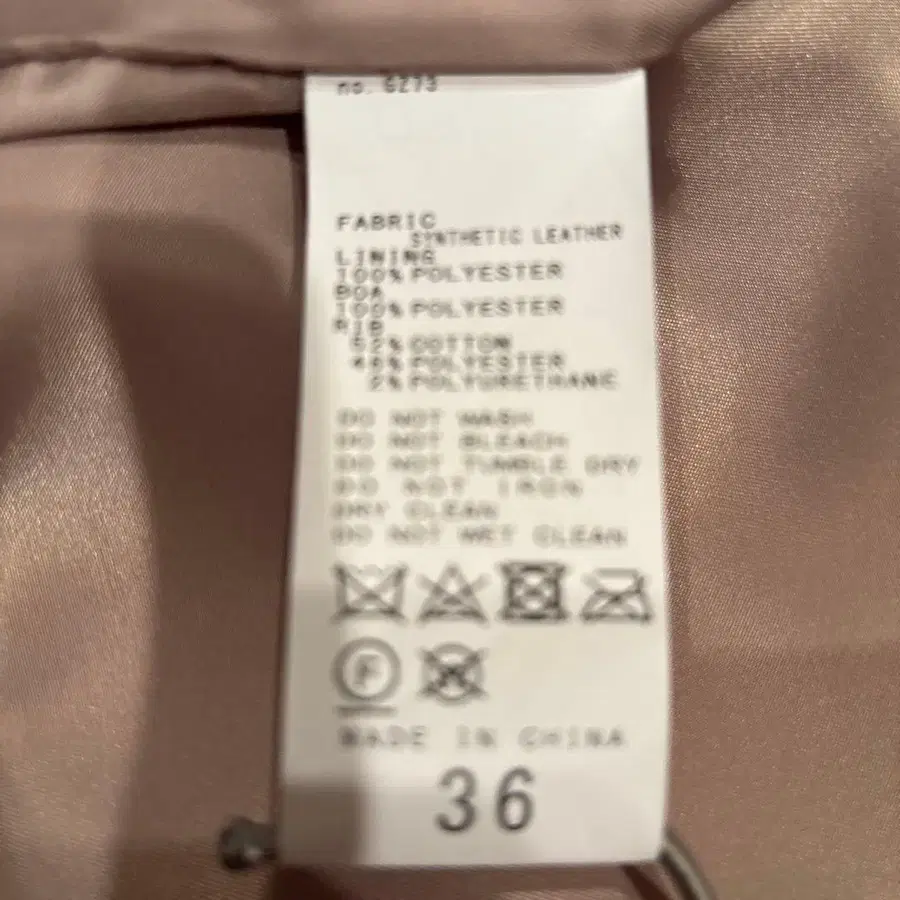 no.
FABRIC
SYNTHETIC LEATHER
LINING
100% POLYESTER
BOA
100% POLYESTER
RIB
52% COTTON
46% POLYESTER
2% POLYURETHANE
DO NOT WASH
DO NOT BLEACH
DO NOT TUMBLE DRY
DO NOT IRON
DRY CLEAN
DO NOT WET CLEAN
F
MADE IN CHINA
36